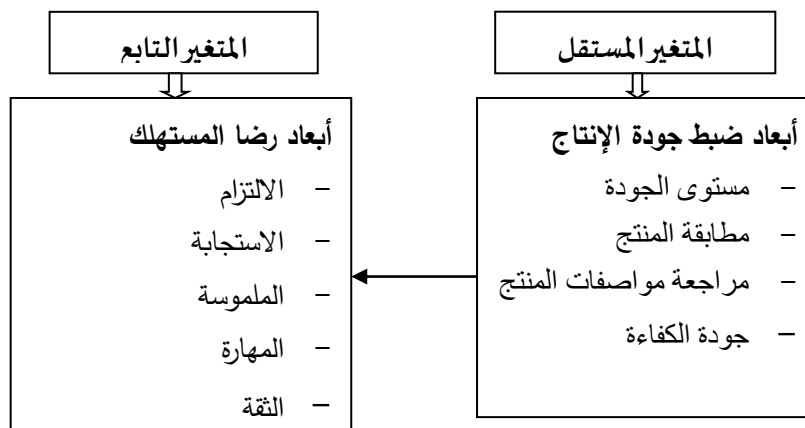 المتغير المستقل
أبعاد ضبط جودة الإنتاج
– مستوى الجودة
– مطابقة المنتج
– مراجعة مواصفات المنتج
– جودة الكفاءة
المتغير التابع
أبعاد رضا المستهلك
– الالتزام
– الاستجابة
– الملموسة
– المهارة
– الثقة